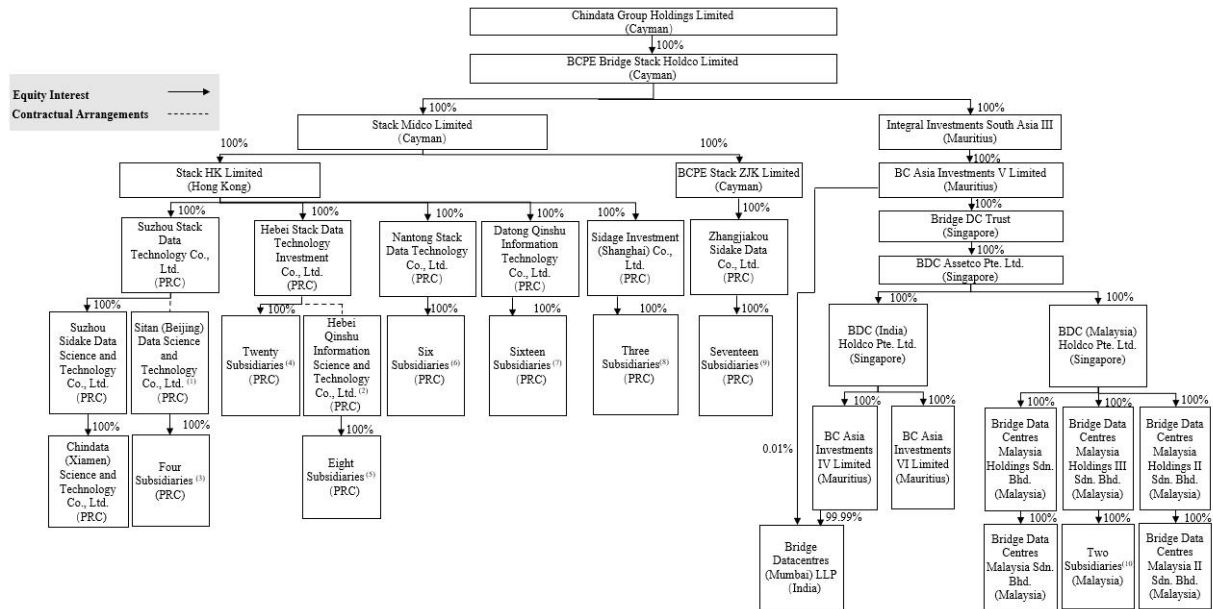 Chindata Group Holdings Limited
(Cayman)
100%
BCPE Bridge Stack Holdco Limited
(Cayman)
Equity Interest
Contractual Arrangements
100%
100%
Stack Midco Limited
(Cayman)
Integral Investments South Asia III
(Mauritius)
100%
100%
100%
Stack HK Limited
(Hong Kong)
BCPE Stack ZJK Limited
(Cayman)
BC Asia Investments V Limited
(Mauritius)
100%
100%
100%
100%
100%
100%
100%
Suzhou Stack
Data
Technology Co.,
Ltd.
(PRC)
Hebei Stack Data
Technology
Investment
Co., Ltd.
(PRC)
Nantong Stack
Data Technology
Co., Ltd.
(PRC)
Datong Qinshu
Information
Technology Co.,
Ltd.
(PRC)
Sidage Investment
(Shanghai) Co.,
Ltd.
(PRC)
Zhangjiakou
Sidake Data
Co., Ltd.
(PRC)
Bridge DC Trust
(Singapore)
100%
BDC Assetco Pte. Ltd.
(Singapore)
100%
100%
100%
100%
100%
100%
100%
100%
Suzhou
Sidake Data
Science and
Technology
Co., Ltd.
(PRC)
Sitan (Beijing)
Data Science
and
Technology
Co., Ltd. (1)
(PRC)
Twenty
Subsidiaries (4)
(PRC)
Hebei
Qinshu
Information
Science and
Technology
Co., Ltd. (2)
(PRC)
Six
Subsidiaries (6)
(PRC)
Sixteen
Subsidiaries (7)
(PRC)
Three
Subsidiaries(8)
(PRC)
Seventeen
Subsidiaries (9)
(PRC)
BDC (India)
Holdco Pte. Ltd.
(Singapore)
BDC (Malaysia)
Holdco Pte. Ltd.
(Singapore)
100%
100%
100%
100%
100%
100%
100%
100%
Chindata
(Xiamen)
Science and
Technology
Co., Ltd.
(PRC)
Four
Subsidiaries (3)
(PRC)
Eight
Subsidiaries (5)
(PRC)
0.01%
BC Asia
Investments
IV Limited
(Mauritius)
BC Asia
Investments
VI Limited
(Mauritius)
Bridge Data
Centres
Malaysia
Holdings Sdn.
Bhd.
(Malaysia)
Bridge Data
Centres
Malaysia
Holdings III
Sdn. Bhd.
(Malaysia)
Bridge Data
Centres
Malaysia
Holdings II
Sdn. Bhd.
(Malaysia)
99.99%
100%
100%
100%
Bridge
Datacentres
(Mumbai) LLP
(India)
Bridge Data
Centres
Malaysia Sdn.
Bhd.
(Malaysia)
Two
Subsidiaries(10
(Malaysia)
Bridge Data
Centres
Malaysia II
Sdn. Bhd.
(Malaysia)